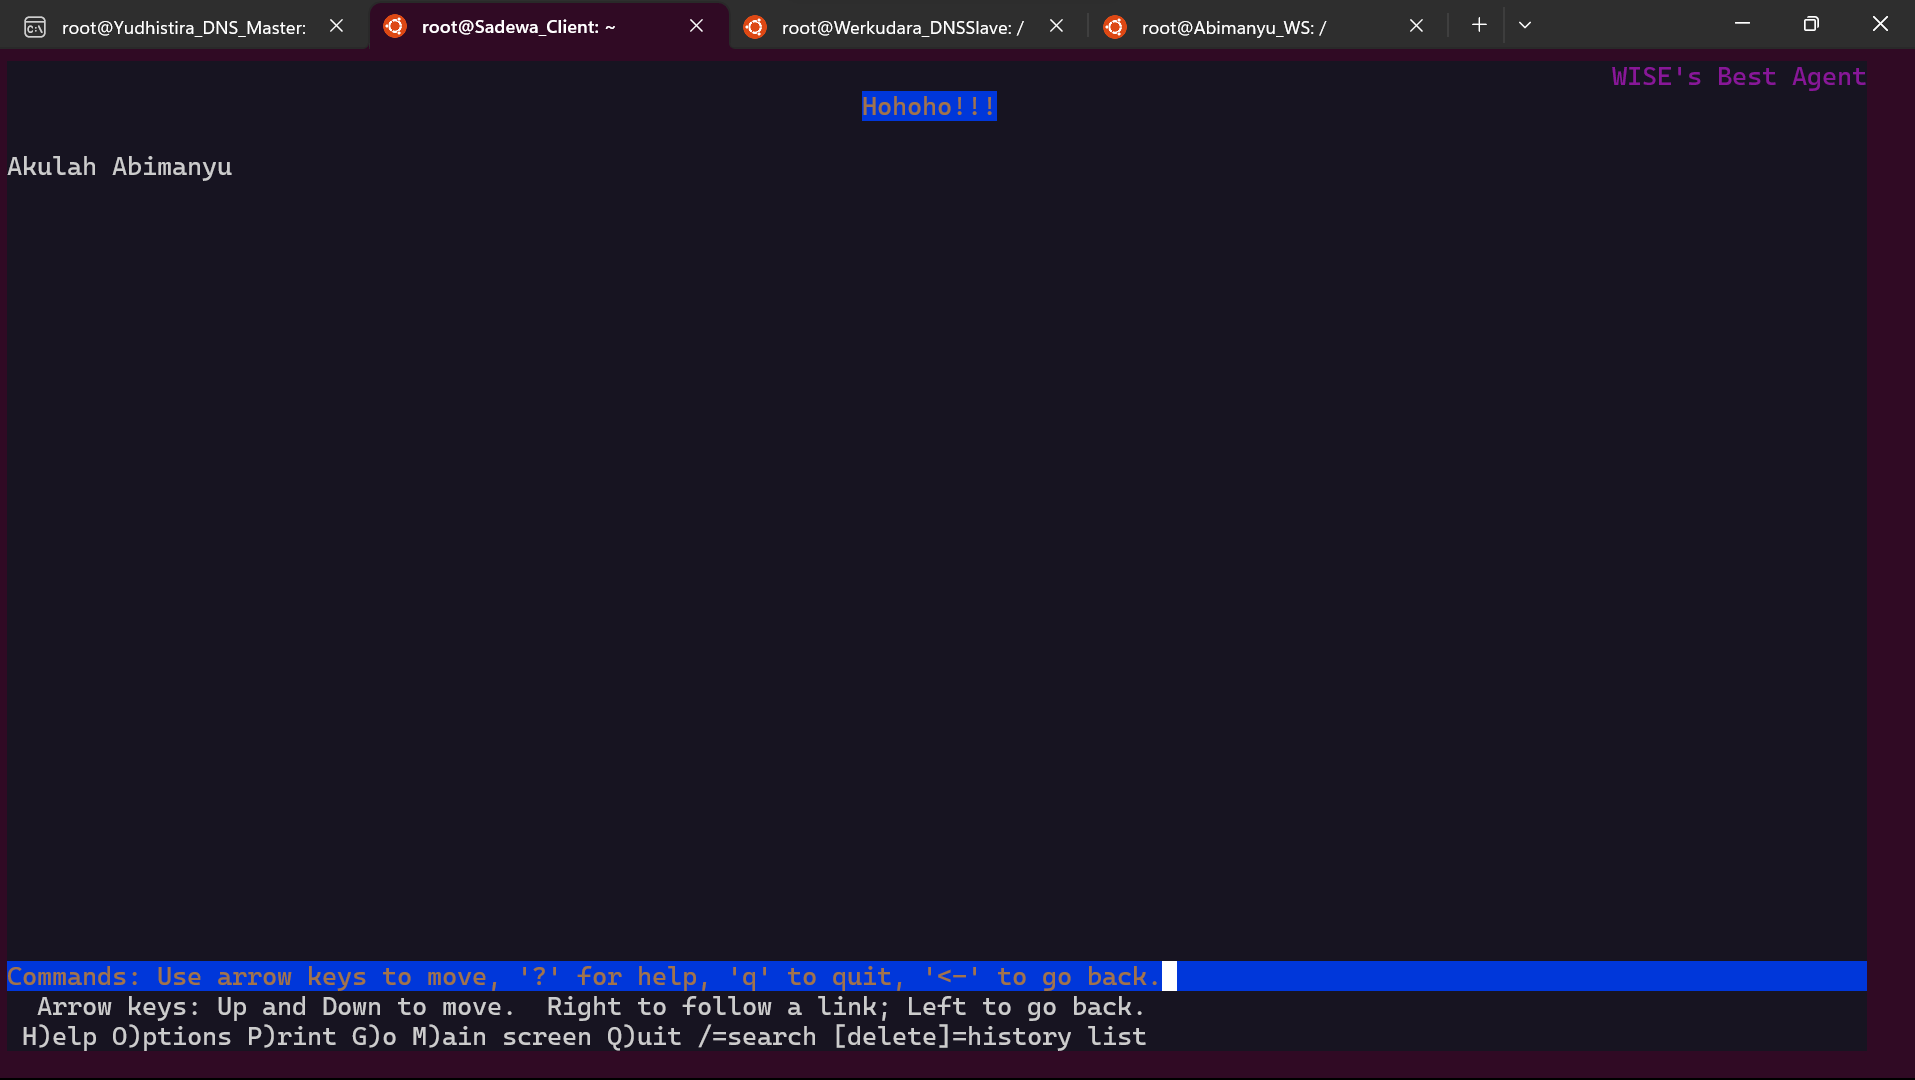 root@Yudhistira_DNS_Master: root@Sadewa_Client: ~ root@Werkudara_DNSSlave: / root@Abimanyu_WS: /
WISE's Best Agent
Hohoho!!!
Akulah Abimanyu
Commands: Use arrow keys to move, '?' for help, 'q' to quit, '<-' to go back.
Arrow keys: Up and Down to move. Right to follow a link; Left to go back.
H)elp O)ptions P)rint G)o M)ain screen Q)uit /=search [delete]=history list